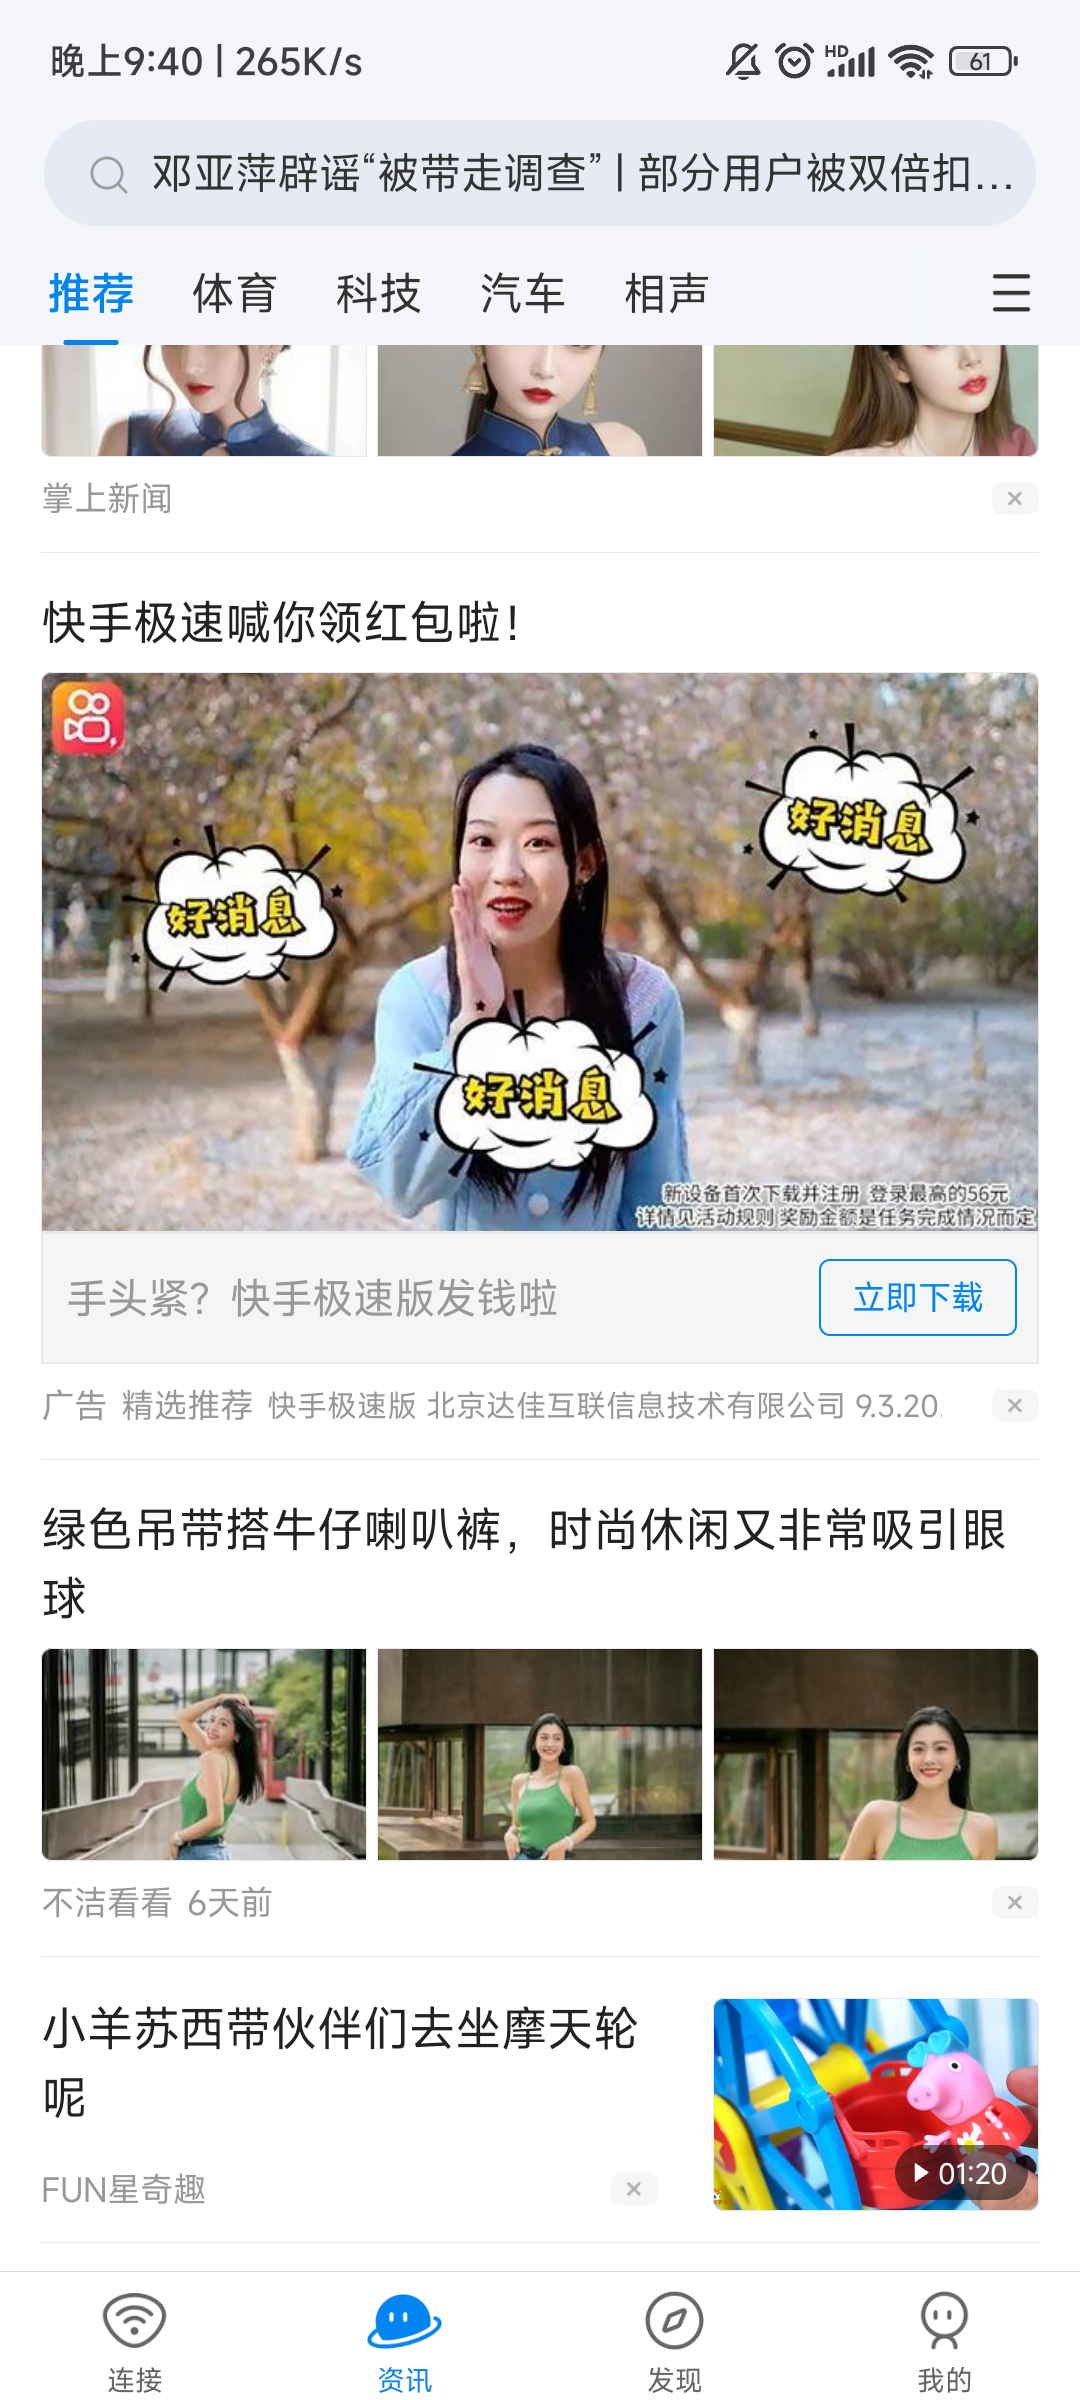 晚上9:40 | 265K/s
HD
61
邓亚萍辟谣“被带走调查” | 部分用户被双倍扣...
推荐 体育 科技 汽车 相声
掌上新闻
快手极速喊你领红包啦！
好消息
好消息
好消息
新设备首次下载并注册 登录最高的56元
详情见活动规则 奖励金额是任务完成情况而定
手头紧？快手极速版发钱啦
立即下载
广告 精选推荐 快手极速版 北京达佳互联信息技术有限公司 9.3.20.
绿色吊带搭牛仔喇叭裤，时尚休闲又非常吸引眼
球
不洁看看 6天前
小羊苏西带伙伴们去坐摩天轮
呢
FUN星奇趣
01:20
连接 资讯 发现 我的